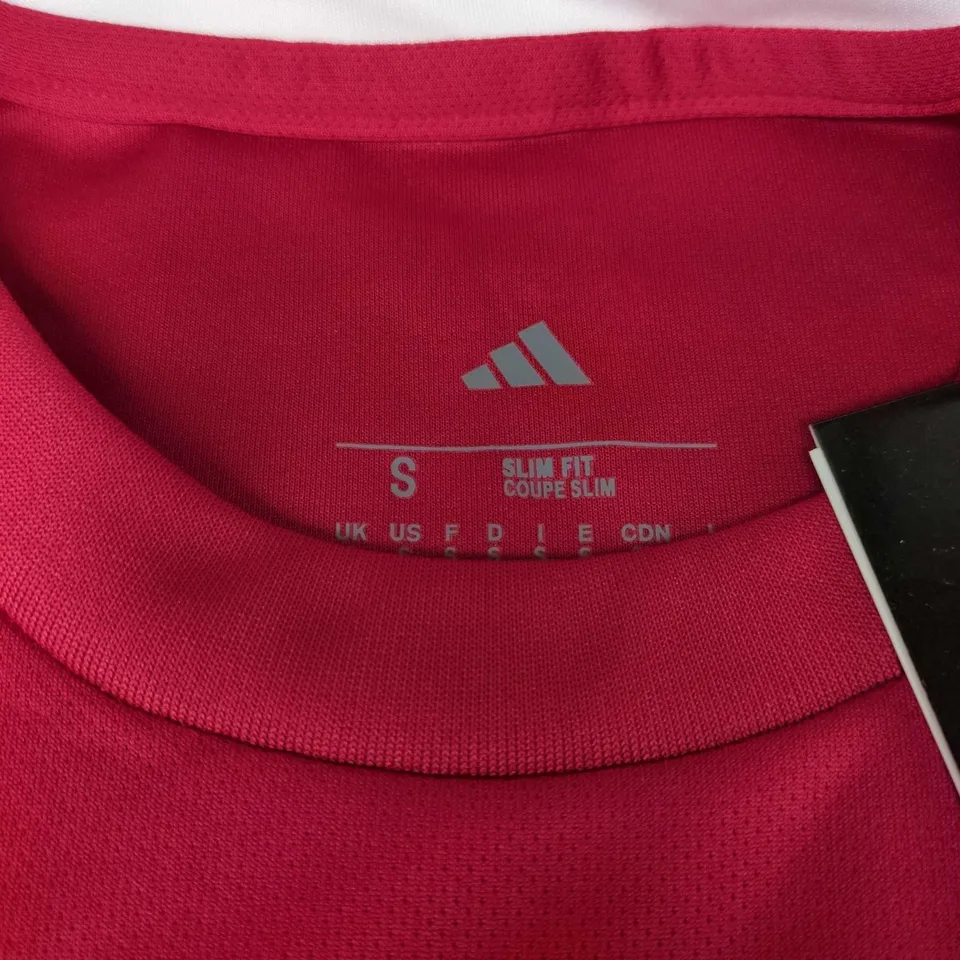 S
SLIM FIT
COUPE SLIM
UK US F D I E CDN